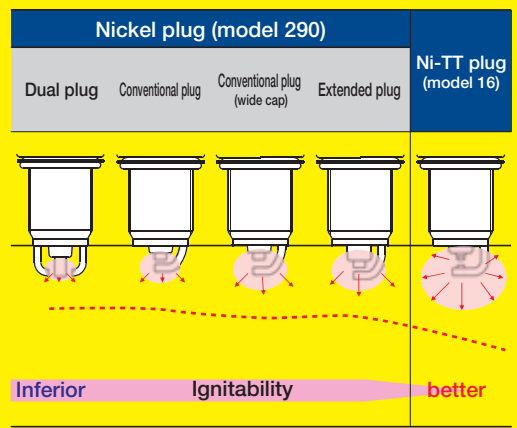 Nickel plug (model 290)
Ni-TT plug
(model 16)
Dual plug
Conventional plug
Conventional plug
(wide cap)
Extended plug
Inferior
Ignitability
better